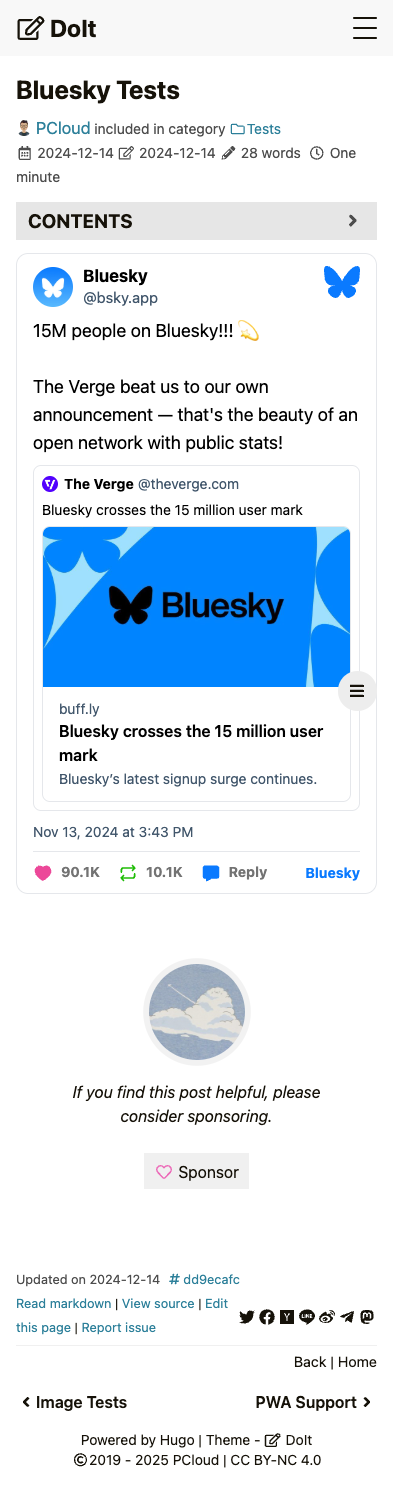 DoIt
Bluesky Tests
PCloud included in category Tests
2024-12-14 2024-12-14 28 words One
minute
CONTENTS
Bluesky
@bsky.app
15M people on Bluesky!!! 💫
The Verge beat us to our own
announcement — that's the beauty of an
open network with public stats!
The Verge @theverge.com
Bluesky crosses the 15 million user mark
Bluesky
buff.ly
Bluesky crosses the 15 million user
mark
Bluesky’s latest signup surge continues.
Nov 13, 2024 at 3:43 PM
90.1K 10.1K Reply Bluesky
If you find this post helpful, please
consider sponsoring.
Sponsor
Updated on 2024-12-14 # dd9ecafc
Read markdown | View source | Edit
this page | Report issue
Back | Home
Image Tests PWA Support
Powered by Hugo | Theme - DoIt
©2019 - 2025 PCloud | CC BY-NC 4.0